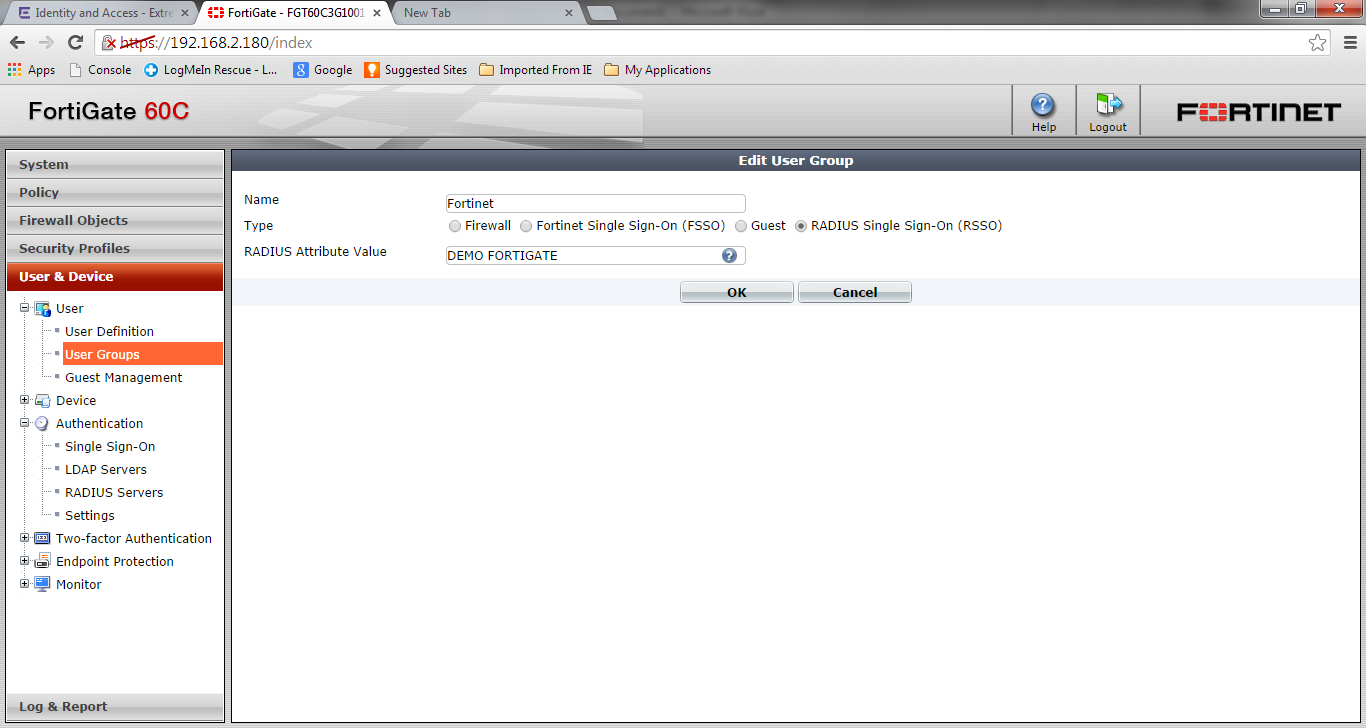 Identity and Access - Extre
FortiGate - FGT60C3G1001
New Tab
https://192.168.2.180/index
Apps Console LogMeIn Rescue - L... Google Suggested Sites Imported From IE My Applications
FortiGate 60C
Help Logout
FORTINET
Edit User Group
System
Policy
Firewall Objects
Security Profiles
User & Device
User
User Definition
User Groups
Guest Management
Device
Authentication
Single Sign-On
LDAP Servers
RADIUS Servers
Settings
Two-factor Authentication
Endpoint Protection
Monitor
Log & Report
Name Fortinet
Type Firewall Fortinet Single Sign-On (FSSO) Guest RADIUS Single Sign-On (RSSO)
RADIUS Attribute Value DEMO FORTIGATE
OK Cancel